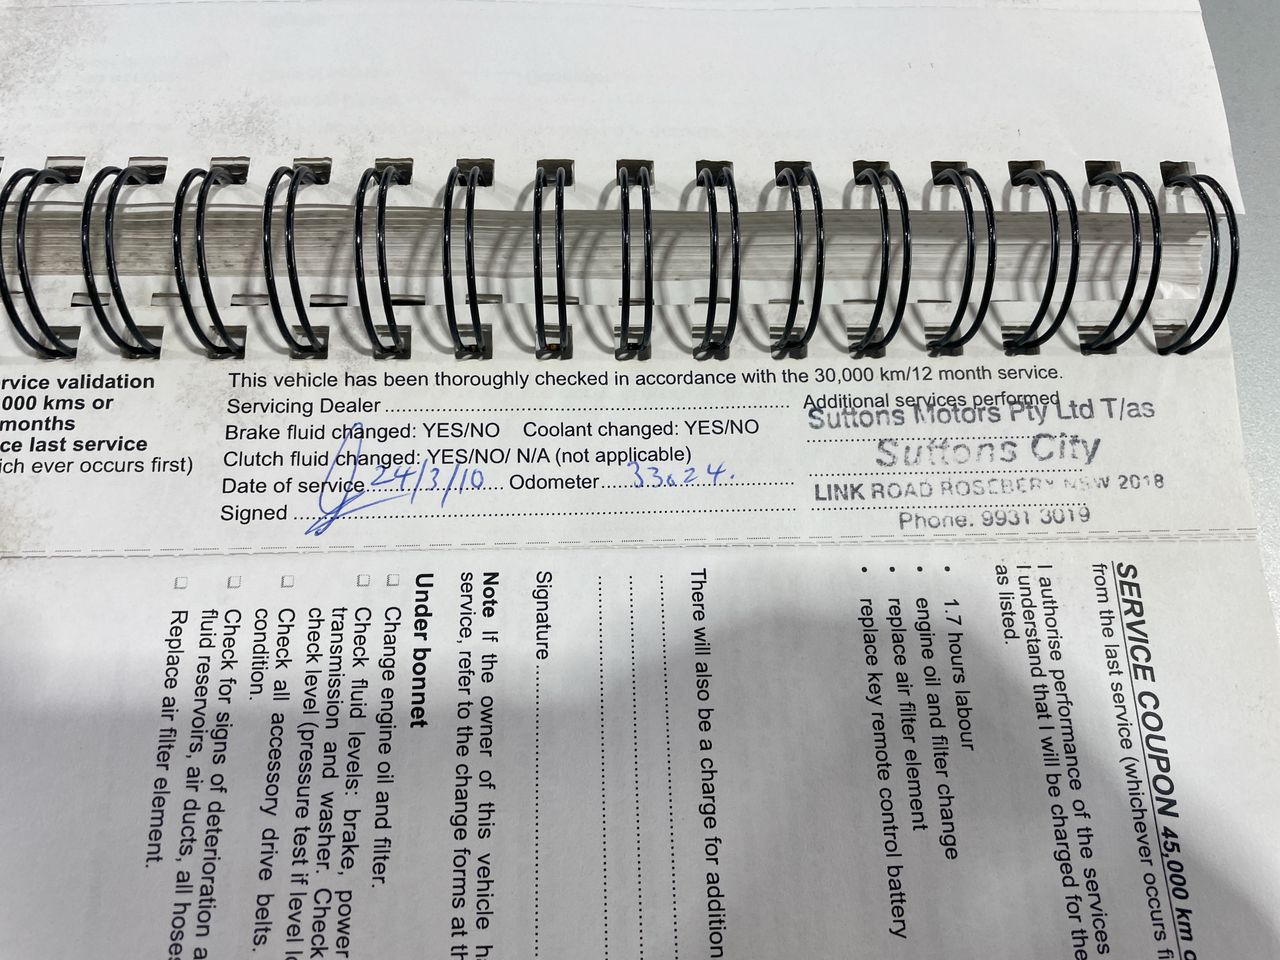 rvice validation
000 kms or
months
ce last service
ich ever occurs first)
This vehicle has been thoroughly checked in accordance with the 30,000 km/12 month service.
Servicing Dealer
Additional services performed
Brake fluid changed: YES/NO Coolant changed: YES/NO
Clutch fluid changed: YES/NO/ N/A (not applicable)
Date of service 24/3/10 Odometer
Signed
Suttons Motors Pty Ltd T/as
Suttons City
LINK ROAD ROSEBERY NSW 2018
Phone. 9931 3019
SERVICE COUPON 45,000 km o
from the last service (whichever occurs fi
I authorise performance of the services
I understand that I will be charged for the
as listed.
• 1.7 hours labour
• engine oil and filter change
• replace air filter element
• replace key remote control battery
There will also be a charge for addition
Signature
Note If the owner of this vehicle ha
service, refer to the change forms at th
Under bonnet
Change engine oil and filter.
Check fluid levels: brake, power
transmission and washer. Check
check level (pressure test if level lo
Check all accessory drive belts.
condition.
Check for signs of deterioration a
fluid reservoirs, air ducts, all hoses
Replace air filter element.